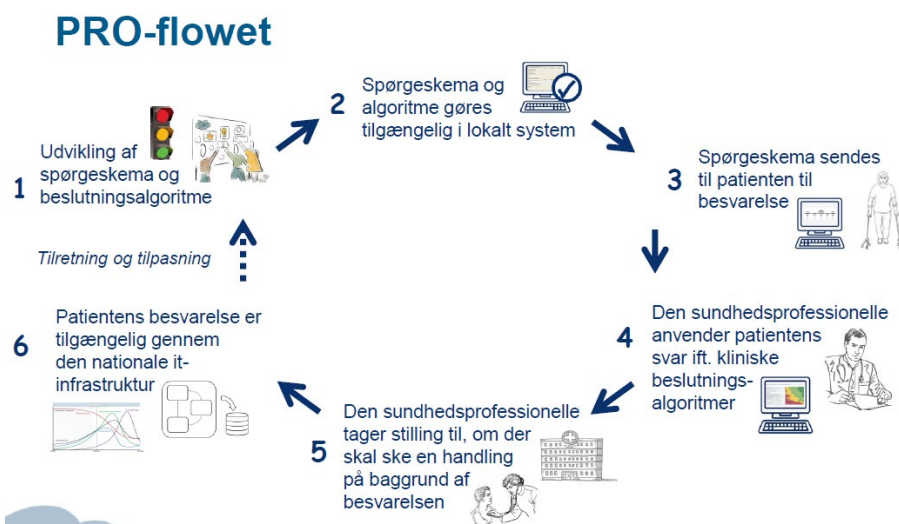 PRO-flowet
1
Udvikling af
spørgeskema og
beslutningsalgoritme
2
Spørgeskema og
algoritme gøres
tilgængelig i lokalt system
3
Spørgeskema sendes
til patienten til
besvarelse
4
Den sundhedsprofessionelle
anvender patientens
svar ift. kliniske
beslutnings-
algoritmer
5
Den sundhedsprofessionelle
tager stilling til, om der
skal ske en handling
på baggrund af
besvarelsen
6
Patientens besvarelse er
tilgængelig gennem
den nationale it-
infrastruktur
Tilretning og tilpasning